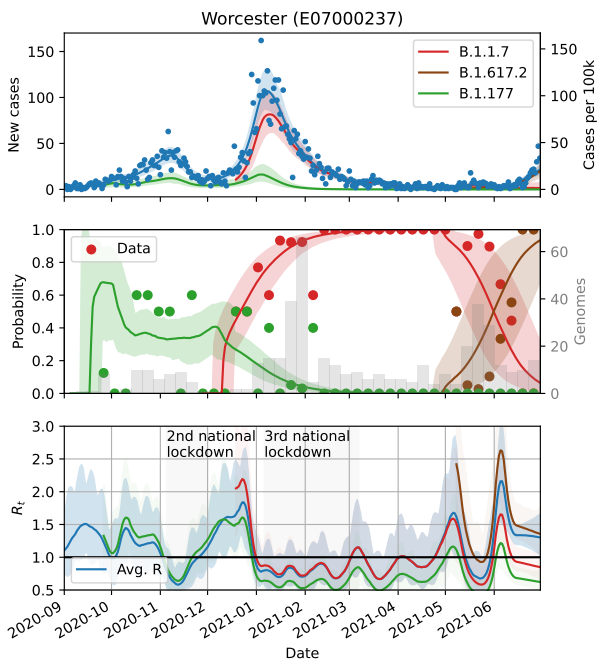 Worcester (E07000237)
New cases
150
100
50
0
B.1.1.7
B.1.617.2
B.1.177
150
100
50
0
Cases per 100k
Probability
1.0
0.8
0.6
0.4
0.2
0.0
Data
60
40
20
0
Genomes
R_t
3.0
2.5
2.0
1.5
1.0
0.5
2nd national
lockdown
3rd national
lockdown
Avg. R
2020-09
2020-10
2020-11
2020-12
2021-01
2021-02
2021-03
2021-04
2021-05
2021-06
Date